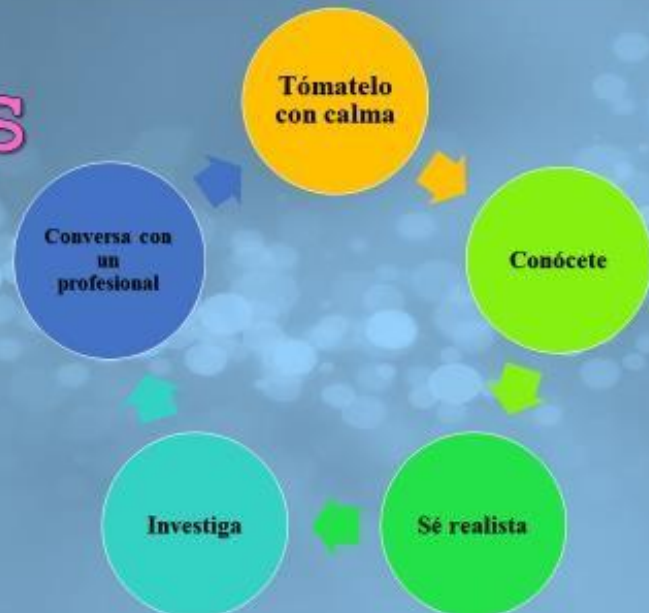 Tómatelo
con calma
Conócete
Sé realista
Investiga
Conversa con
un
profesional